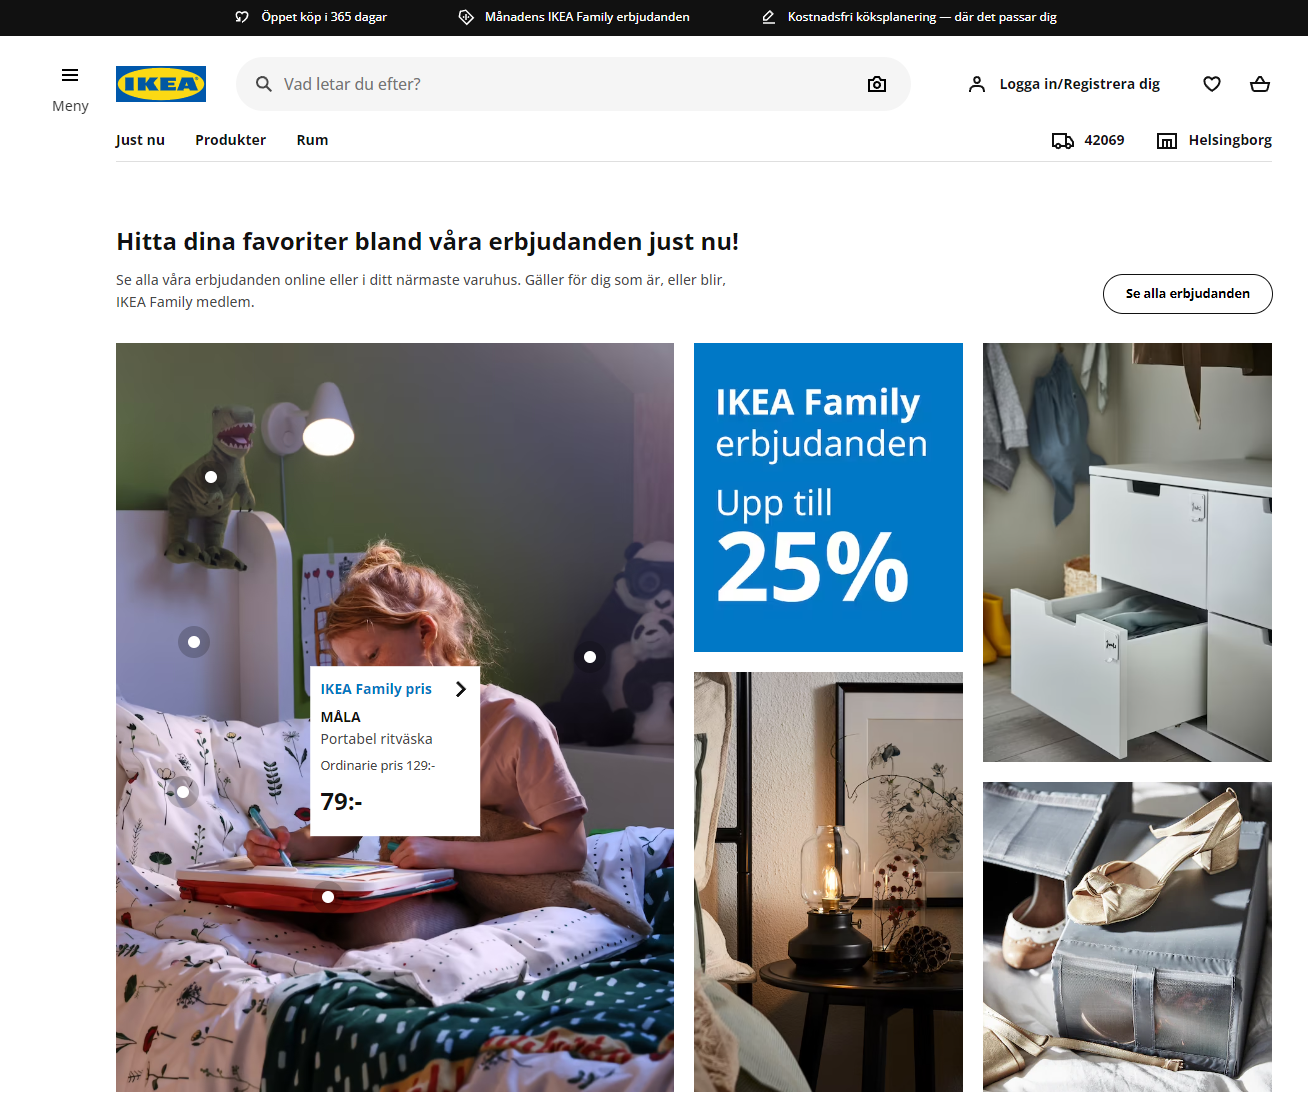 Öppet köp i 365 dagar
Månadens IKEA Family erbjudanden
Kostnadsfri köksplanering — där det passar dig
Meny
IKEA
Vad letar du efter?
Logga in/Registrera dig
Just nu
Produkter
Rum
42069
Helsingborg
Hitta dina favoriter bland våra erbjudanden just nu!
Se alla våra erbjudanden online eller i ditt närmaste varuhus. Gäller för dig som är, eller blir,
IKEA Family medlem.
Se alla erbjudanden
IKEA Family pris
MÅLA
Portabel ritväska
Ordinarie pris 129:-
79:-
IKEA Family
erbjudanden
Upp till
25%